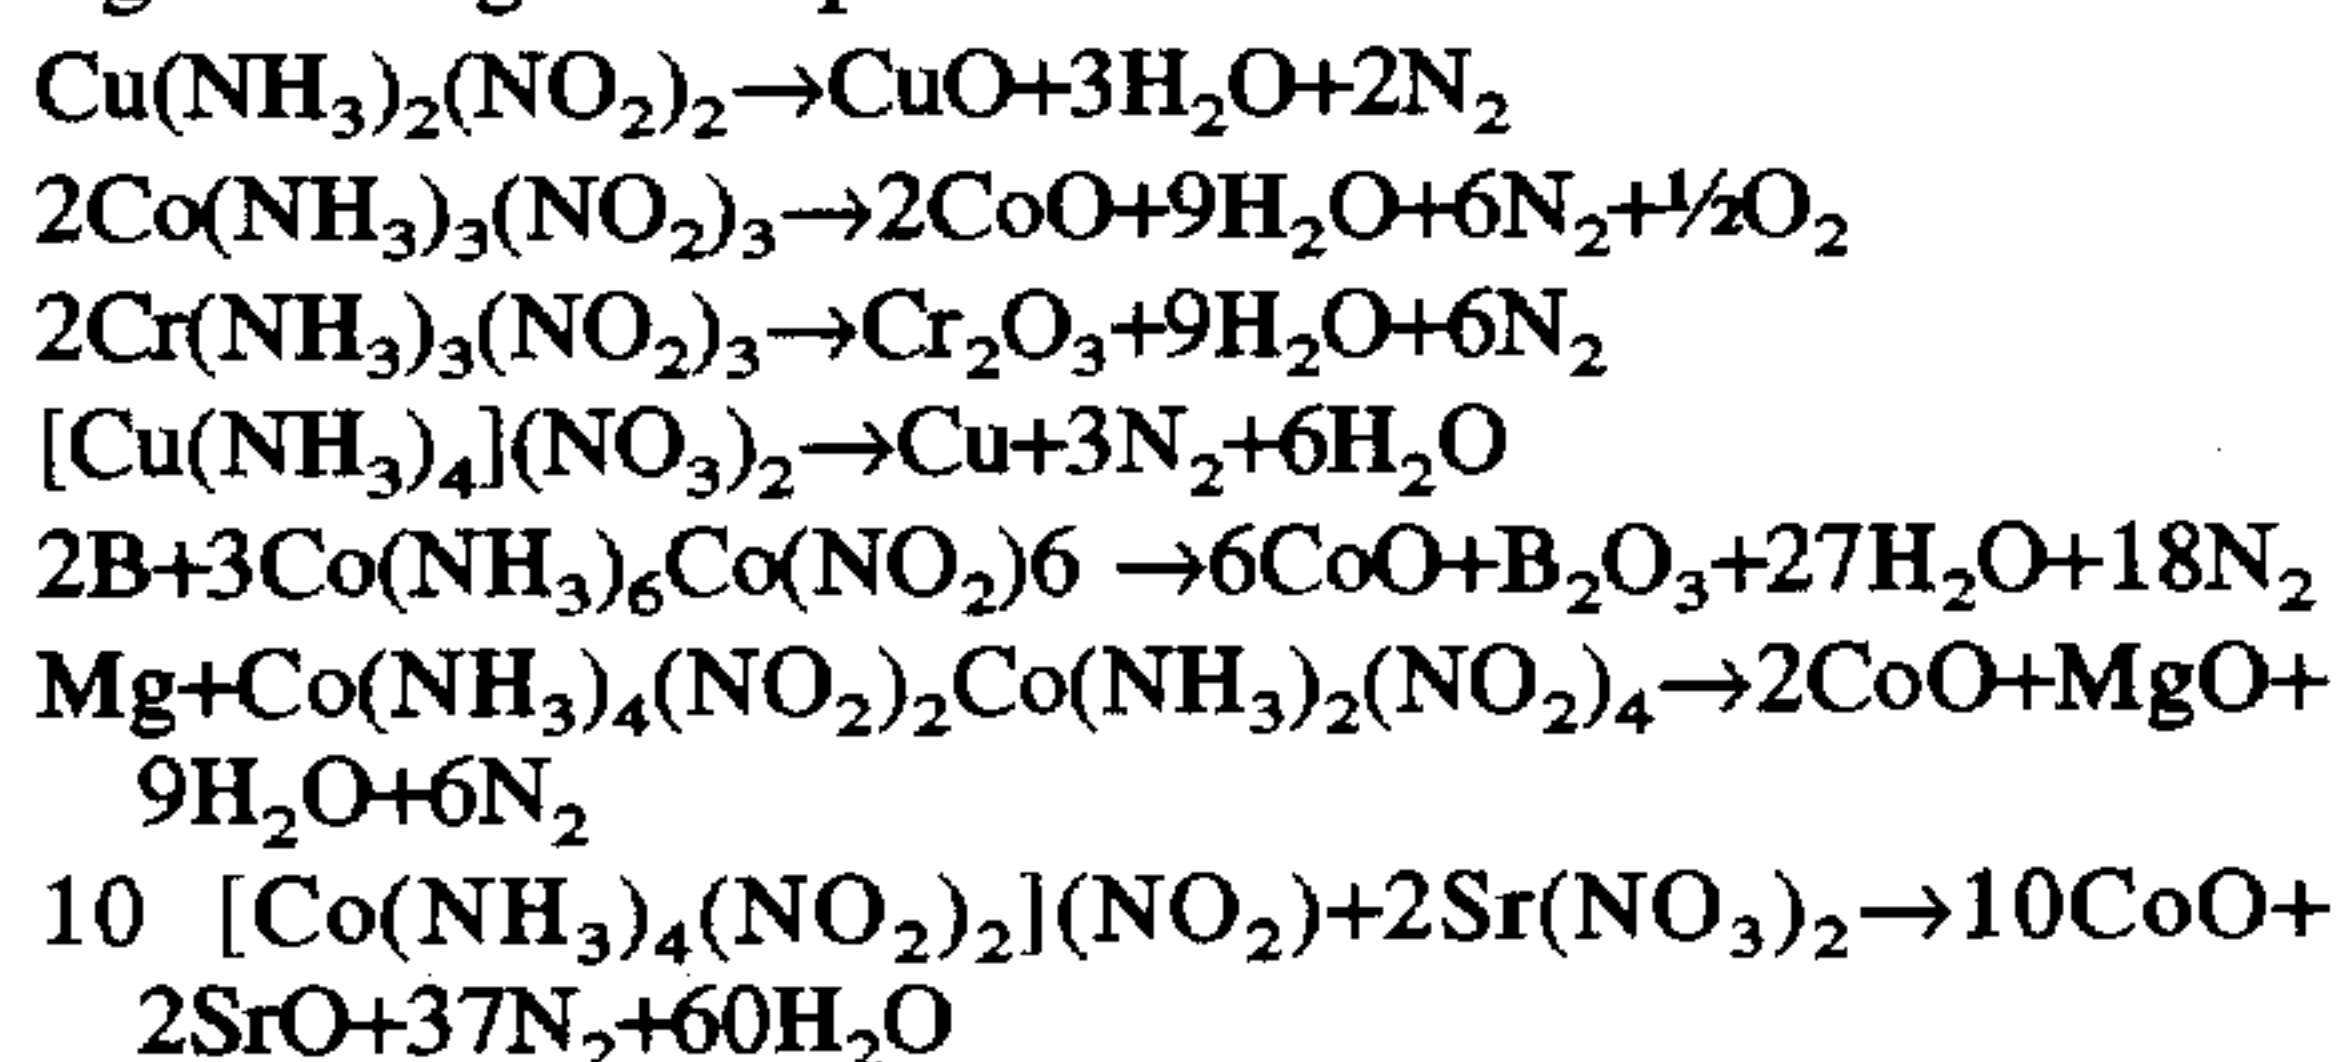 Cu(NH₃)₂(NO₂)₂→CuO+3H₂O+2N₂
2Co(NH₃)₃(NO₂)₃→2CoO+9H₂O+6N₂+½O₂
2Cr(NH₃)₃(NO₂)₃→Cr₂O₃+9H₂O+6N₂
[Cu(NH₃)₄](NO₃)₂→Cu+3N₂+6H₂O
2B+3Co(NH₃)₆Co(NO₂)6 →6CoO+B₂O₃+27H₂O+18N₂
Mg+Co(NH₃)₄(NO₂)₂Co(NH₃)₂(NO₂)₄→2CoO+MgO+
9H₂O+6N₂
10 [Co(NH₃)₄(NO₂)₂](NO₂)+2Sr(NO₃)₂→10CoO+
2SrO+37N₂+60H₂O